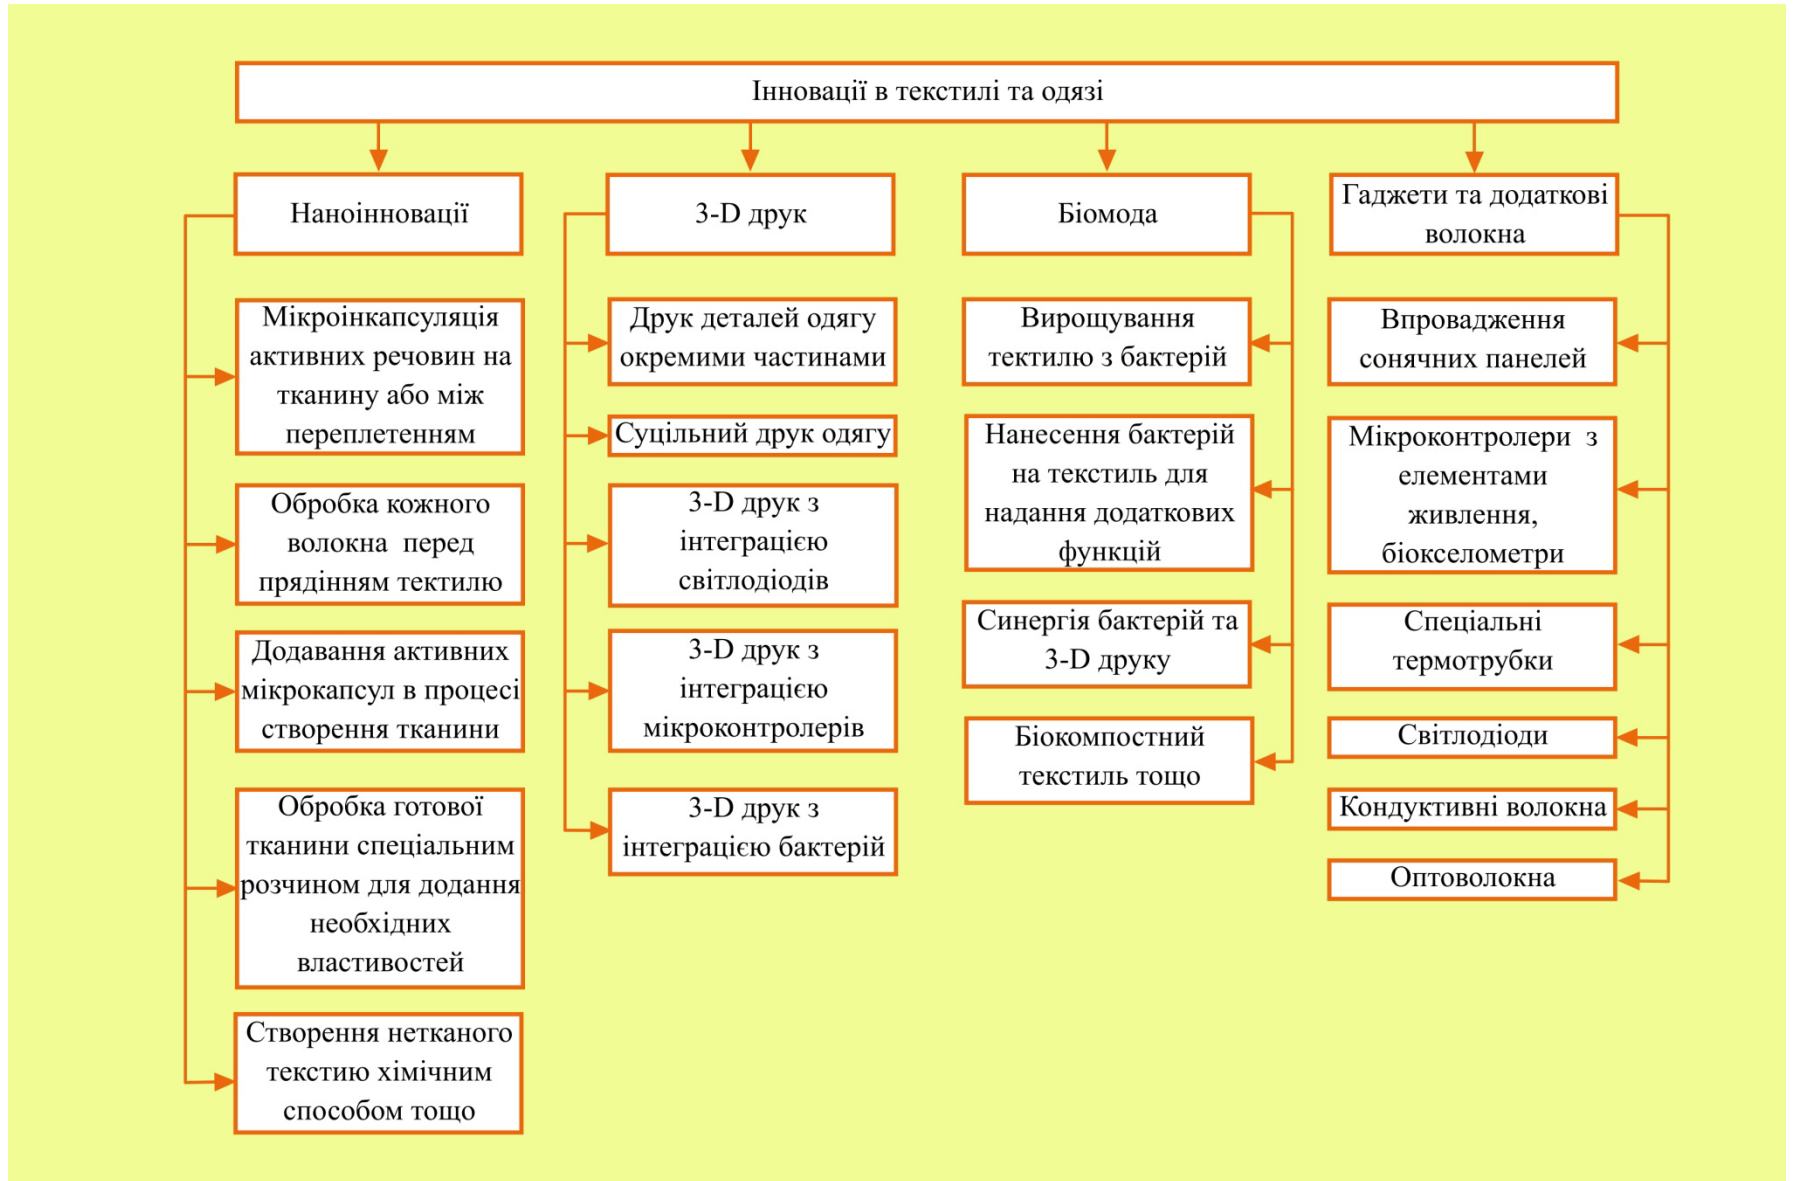 Інновації в текстилі та одязі
Наноінновації
Мікроінкапсуляція
активних речовин на
тканину або між
переплетенням
Обробка кожного
волокна перед
прядінням тектилю
Додавання активних
мікрокапсул в процесі
створення тканини
Обробка готової
тканини спеціальним
розчином для додання
необхідних
властивостей
Створення нетканого
текстию хімічним
способом тощо
3-D друк
Друк деталей одягу
окремими частинами
Суцільний друк одягу
3-D друк з
інтеграцією
світлодіодів
3-D друк з
інтеграцією
мікроконтролерів
3-D друк з
інтеграцією бактерій
Біомода
Вирощування
тектилю з бактерій
Нанесення бактерій
на текстиль для
надання додаткових
функцій
Синергія бактерій та
3-D друку
Біокомпостний
текстиль тощо
Гаджети та додаткові
волокна
Впровадження
сонячних панелей
Мікроконтролери з
елементами
живлення,
біокселометри
Спеціальні
термотрубки
Світлодіоди
Кондуктивні волокна
Оптоволокна